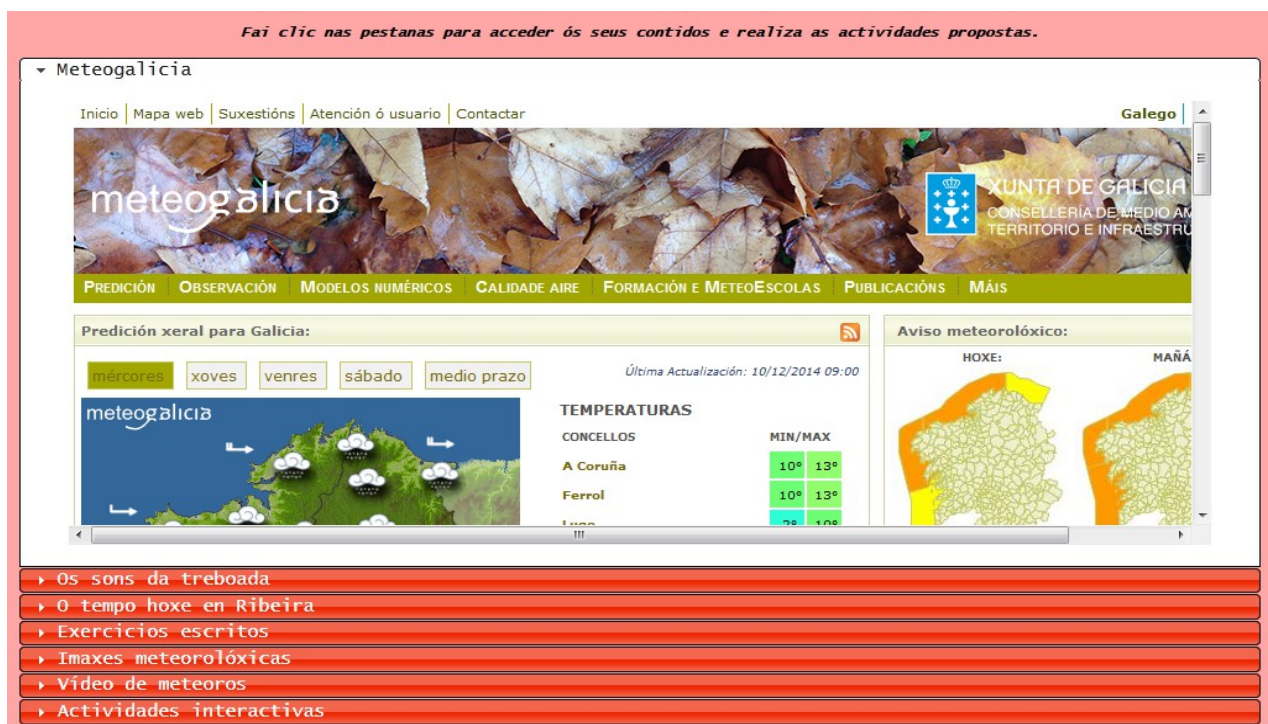 Fai clic nas pestanas para acceder ós seus contidos e realiza as actividades propostas.
Meteogalicia
Inicio Mapa web Suxestións Atención ó usuario Contactar
Galego
meteogalicia
XUNTA DE GALICIA
CONSELLERÍA DE MEDIO
TERRITORIO E
PREDICIÓN OBSERVACIÓN MODELOS NUMÉRICOS CALIDADE AIRE FORMACIÓN E METEOESCOLAS PUBLICACIÓNS MÁIS
Predición xeral para Galicia:
Aviso meteorolóxico:
mércores xoves venres sábado medio prazo
Última Actualización: 10/12/2014 09:00
HOXE:
meteogalicia
TEMPERATURAS
CONCELLOS MIN/MAX
A Coruña 10º 13º
Ferrol 10º 13º
Os sons da treboada
O tempo hoxe en Ribeira
Exercicios escritos
Imaxes meteorolóxicas
Vídeo de meteoros
Actividades interactivas